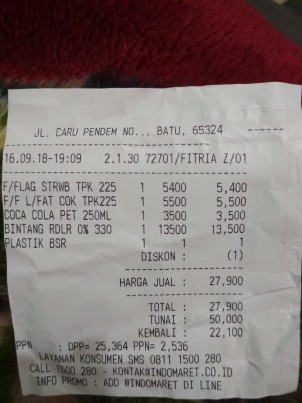 JL. CARU PENDEM NO.,, BATU, 65324
16.09.18-19:09 2.1.30 72701/FITRIA Z/01
F/FLAG STRWB TPK 225 1 5400 5,400
F/F L/FAT COK TPK225 1 5500 5,500
COCA COLA PET 250ML 1 3500 3,500
BINTANG RDLR 0% 330 1 13500 13,500
PLASTIK BSR 1 1 1
DISKON : (1)
HARGA JUAL : 27,900
TOTAL : 27,900
TUNAI : 50,000
KEMBALI : 22,100
PPN : DPP= 25,364 PPN= 2,536
LAYANAN KONSUMEN SMS 0811 1500 280
CALL 1500 280 - KONTAK@INDOMARET.CO.ID
INFO PROMO : ADD @INDOMARET DI LINE